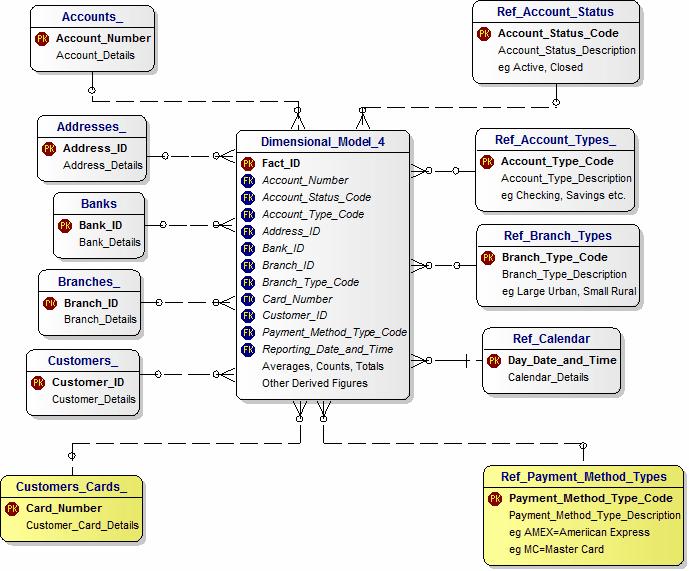 Accounts_
PK Account_Number
Account_Details
Ref_Account_Status
PK Account_Status_Code
Account_Status_Description
eg Active, Closed
Addresses_
PK Address_ID
Address_Details
Banks
PK Bank_ID
Bank_Details
Branches_
PK Branch_ID
Branch_Details
Customers_
PK Customer_ID
Customer_Details
Dimensional_Model_4
PK Fact_ID
FK Account_Number
FK Account_Status_Code
FK Account_Type_Code
FK Address_ID
FK Bank_ID
FK Branch_ID
FK Branch_Type_Code
FK Card_Number
FK Customer_ID
FK Payment_Method_Type_Code
FK Reporting_Date_and_Time
Averages, Counts, Totals
Other Derived Figures
Ref_Account_Types_
PK Account_Type_Code
Account_Type_Description
eg Checking, Savings etc.
Ref_Branch_Types
PK Branch_Type_Code
Branch_Type_Description
eg Large Urban, Small Rural
Ref_Calendar
PK Day_Date_and_Time
Calendar_Details
Customers_Cards_
PK Card_Number
Customer_Card_Details
Ref_Payment_Method_Types
PK Payment_Method_Type_Code
Payment_Method_Type_Description
eg AMEX=Ameriican Express
eg MC=Master Card